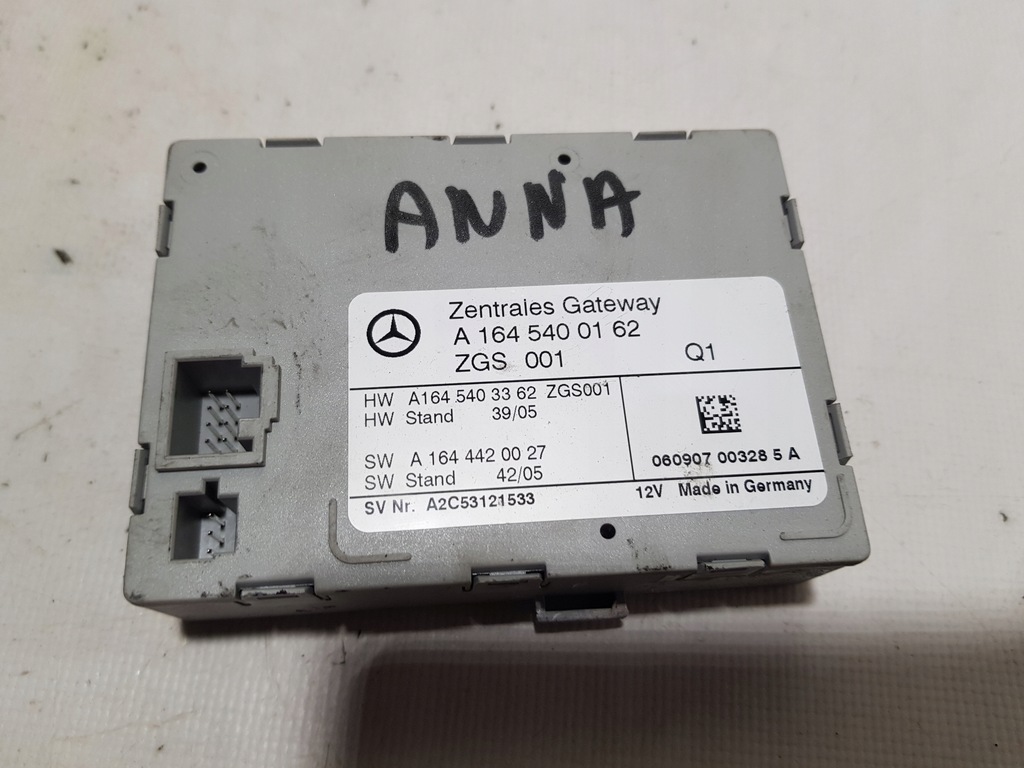 ANNA
Zentrales Gateway
A 164 540 01 62
ZGS 001 Q1
HW A164 540 33 62 ZGS001
HW Stand 39/05
SW A 164 442 00 27
SW Stand 42/05
060907 00328 5 A
SV Nr. A2C53121533
12V Made in Germany